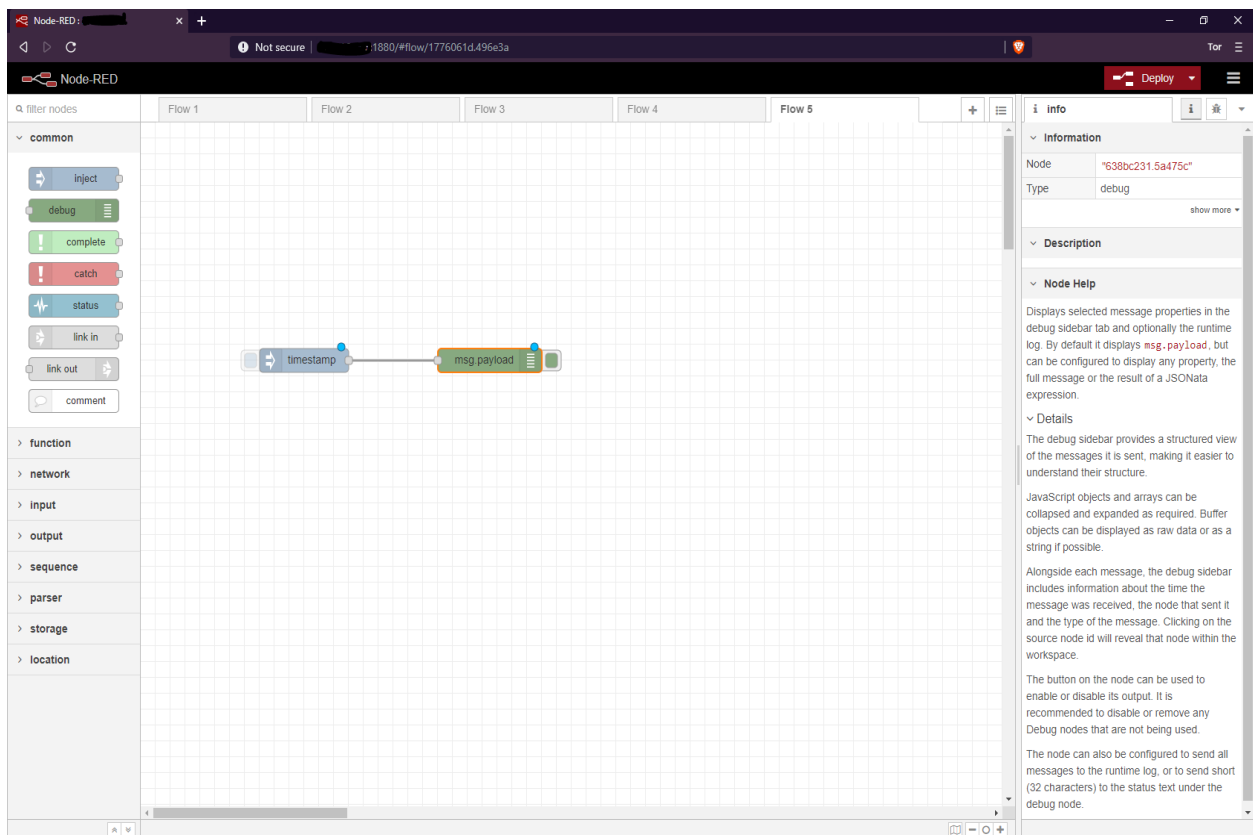 Node-RED :
Not secure
:1880/#flow/1776061d.496e3a
Tor
Node-RED
Deploy
filter nodes
Flow 1
Flow 2
Flow 3
Flow 4
Flow 5
info
i
common
inject
debug
complete
catch
status
link in
link out
comment
function
network
input
output
sequence
parser
storage
location
timestamp
msg.payload
Information
Node "638bc231.5a475c"
Type debug
show more
Description
Node Help
Displays selected message properties in the
debug sidebar tab and optionally the runtime
log. By default it displays msg.payload, but
can be configured to display any property, the
full message or the result of a JSONata
expression.
Details
The debug sidebar provides a structured view
of the messages it is sent, making it easier to
understand their structure.
JavaScript objects and arrays can be
collapsed and expanded as required. Buffer
objects can be displayed as raw data or as a
string if possible.
Alongside each message, the debug sidebar
includes information about the time the
message was received, the node that sent it
and the type of the message. Clicking on the
source node id will reveal that node within the
workspace.
The button on the node can be used to
enable or disable its output. It is
recommended to disable or remove any
Debug nodes that are not being used.
The node can also be configured to send all
messages to the runtime log, or to send short
(32 characters) to the status text under the
debug node.